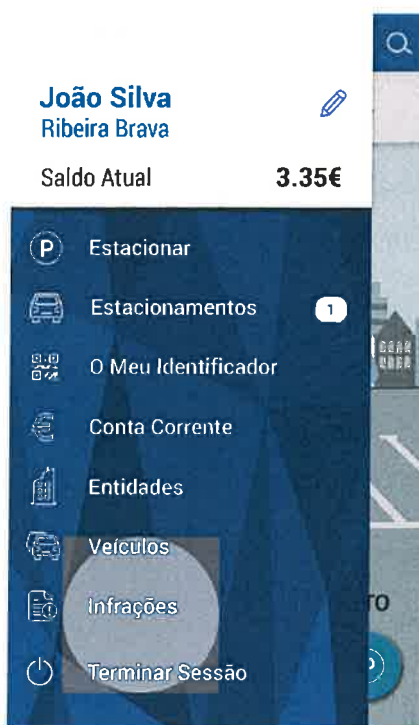 João Silva
Ribeira Brava
Saldo Atual 3.35€
P Estacionar
Estacionamentos 1
O Meu Identificador
Conta Corrente
Entidades
Veículos
Infrações
Terminar Sessão